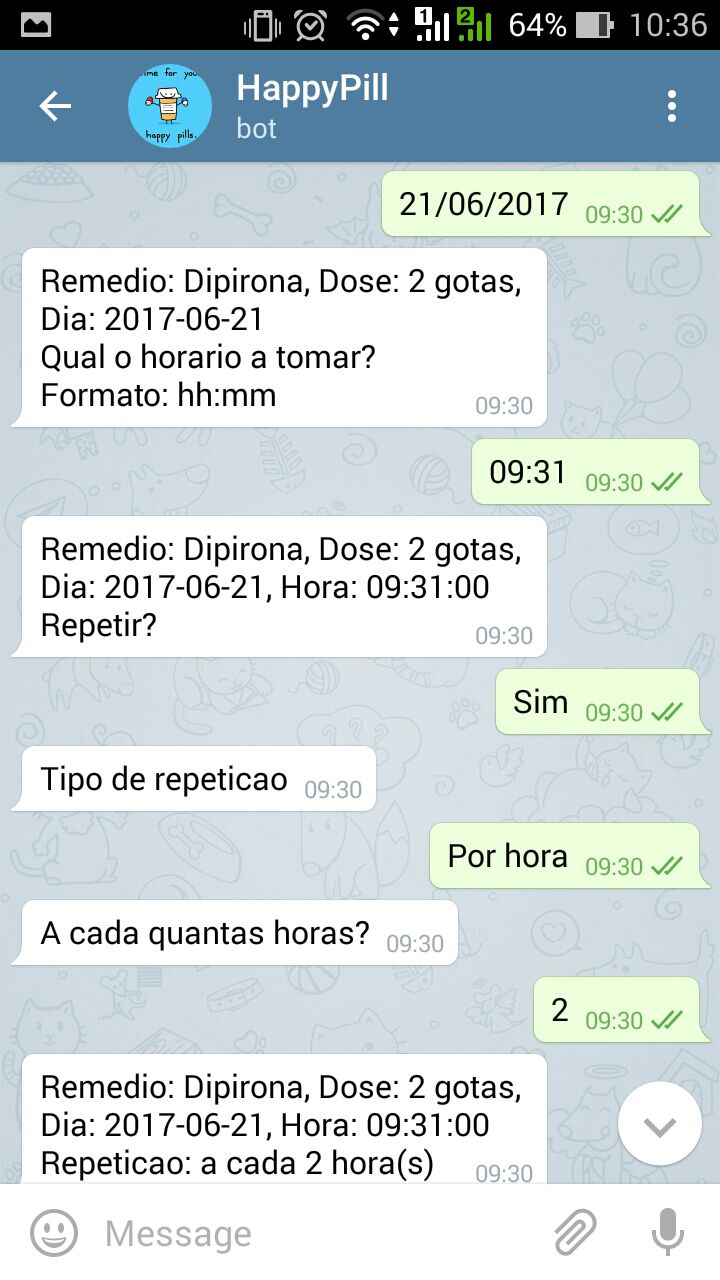 1 2 64% 10:36
time for you
happy pills.
HappyPill
bot
21/06/2017 09:30
Remedio: Dipirona, Dose: 2 gotas,
Dia: 2017-06-21
Qual o horario a tomar?
Formato: hh:mm 09:30
09:31 09:30
Remedio: Dipirona, Dose: 2 gotas,
Dia: 2017-06-21, Hora: 09:31:00
Repetir? 09:30
Sim 09:30
Tipo de repeticao 09:30
Por hora 09:30
A cada quantas horas? 09:30
2 09:30
Remedio: Dipirona, Dose: 2 gotas,
Dia: 2017-06-21, Hora: 09:31:00
Repeticao: a cada 2 hora(s) 09:30
Message